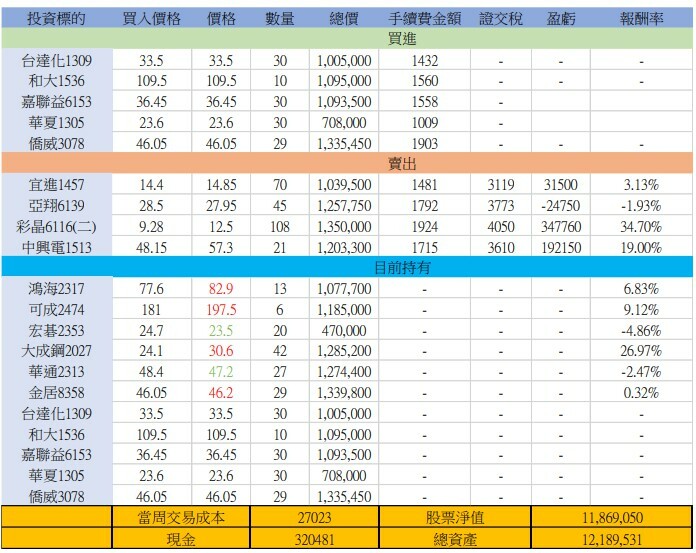 投資標的 買入價格 價格 數量 總價 手續費金額 證交稅 盈虧 報酬率
買進
台達化1309 33.5 33.5 30 1,005,000 1432 - - -
和大1536 109.5 109.5 10 1,095,000 1560 - - -
嘉聯益6153 36.45 36.45 30 1,093,500 1558 -
華夏1305 23.6 23.6 30 708,000 1009 -
僑威3078 46.05 46.05 29 1,335,450 1903 - - -
賣出
宜進1457 14.4 14.85 70 1,039,500 1481 3119 31500 3.13%
亞翔6139 28.5 27.95 45 1,257,750 1792 3773 -24750 -1.93%
彩晶6116(二) 9.28 12.5 108 1,350,000 1924 4050 347760 34.70%
中興電1513 48.15 57.3 21 1,203,300 1715 3610 192150 19.00%
目前持有
鴻海2317 77.6 82.9 13 1,077,700 - - - 6.83%
可成2474 181 197.5 6 1,185,000 - - - 9.12%
宏碁2353 24.7 23.5 20 470,000 - - - -4.86%
大成鋼2027 24.1 30.6 42 1,285,200 - - - 26.97%
華通2313 48.4 47.2 27 1,274,400 - - - -2.47%
金居8358 46.05 46.2 29 1,339,800 - - - 0.32%
台達化1309 33.5 33.5 30 1,005,000 - - - -
和大1536 109.5 109.5 10 1,095,000 - - - -
嘉聯益6153 36.45 36.45 30 1,093,500 - - - -
華夏1305 23.6 23.6 30 708,000 - - - -
僑威3078 46.05 46.05 29 1,335,450 - - - -
當周交易成本 27023 股票淨值 11,869,050
現金 320481 總資產 12,189,531